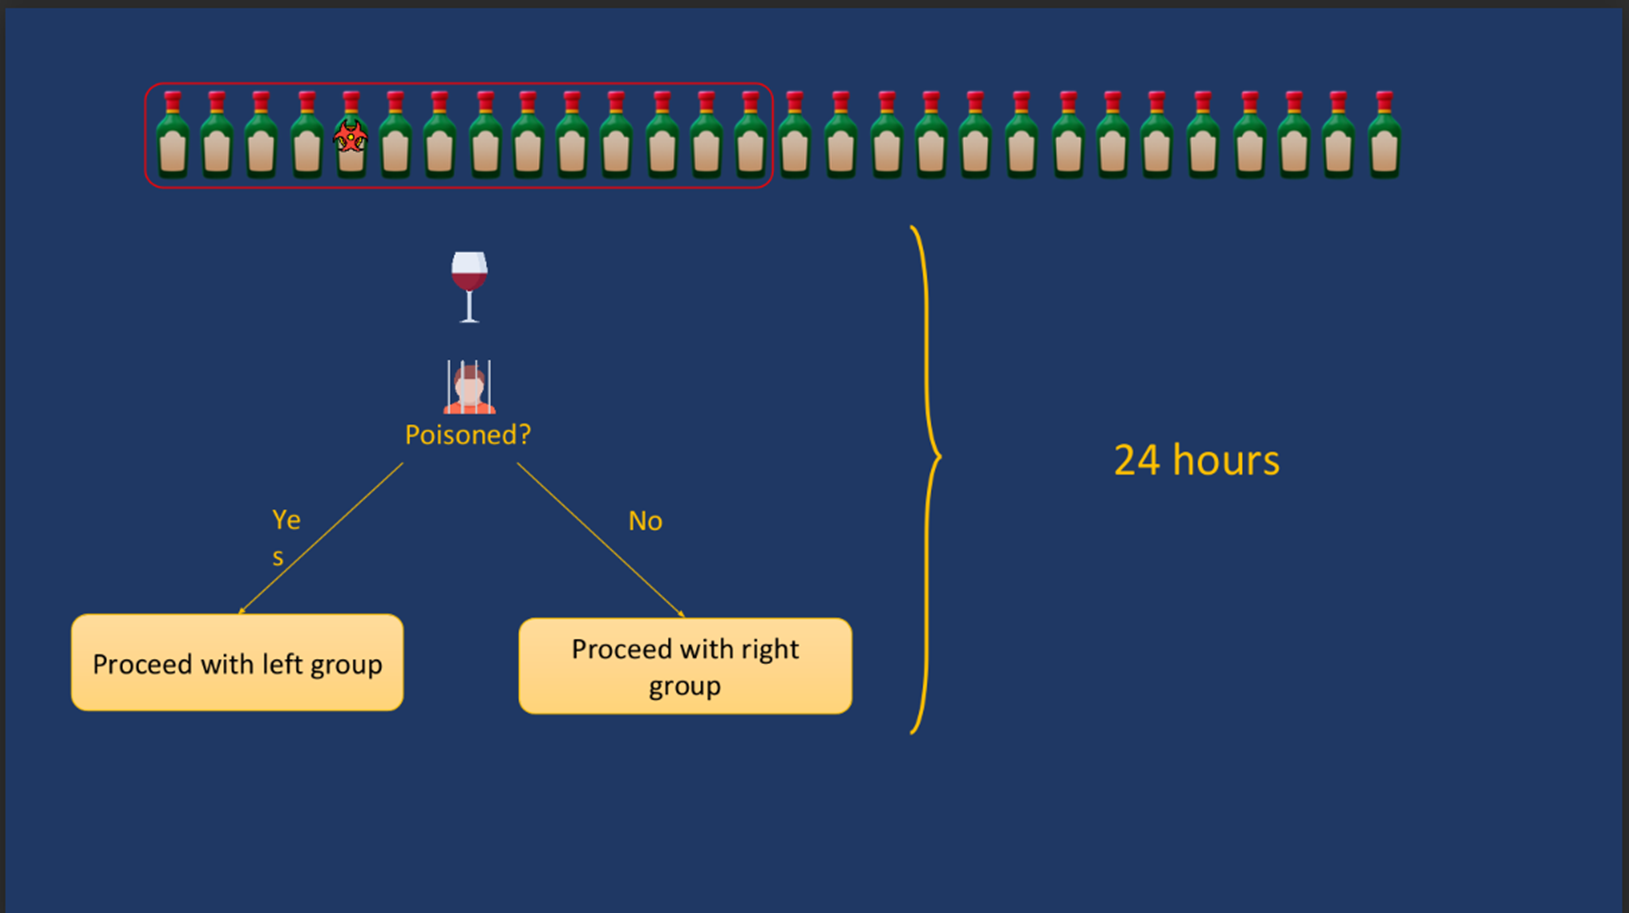 Poisoned?
Ye
s
No
24 hours
Proceed with left group
Proceed with right
group